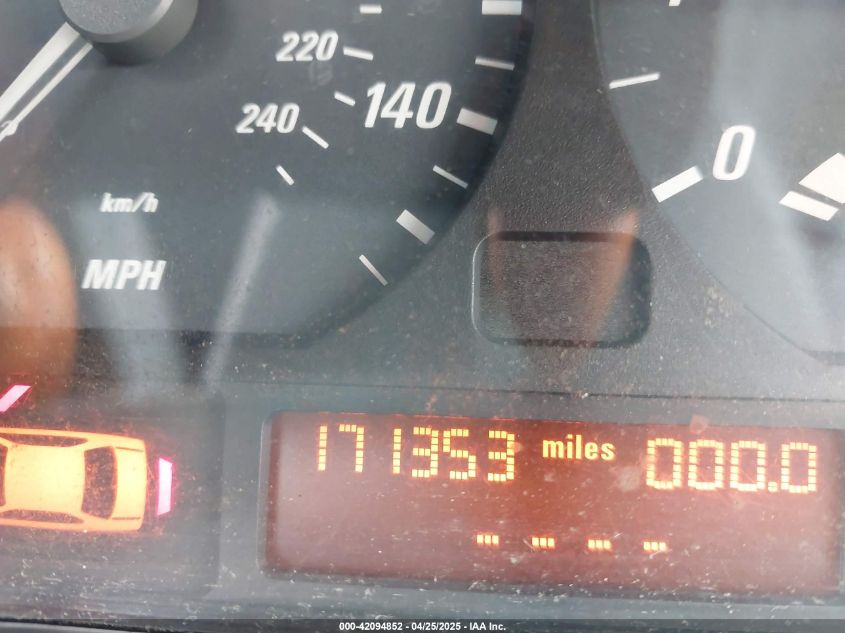 220
240
140
0
km/h
MPH
171353 miles 000.0
- - - -
000-42094852 - 04/25/2025 - IAA Inc.